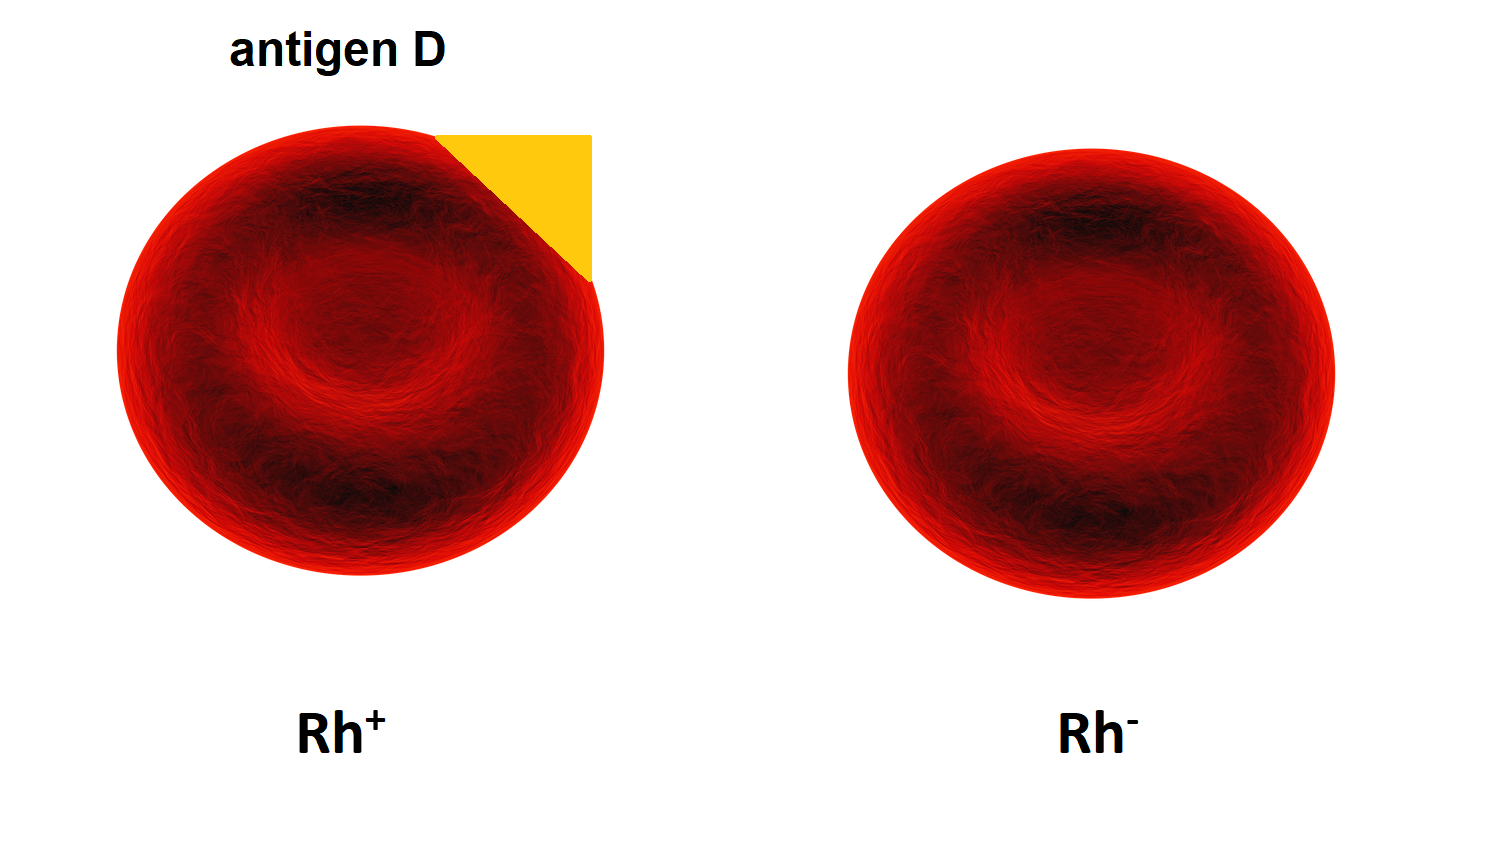 antigen D
Rh⁺
Rh⁻